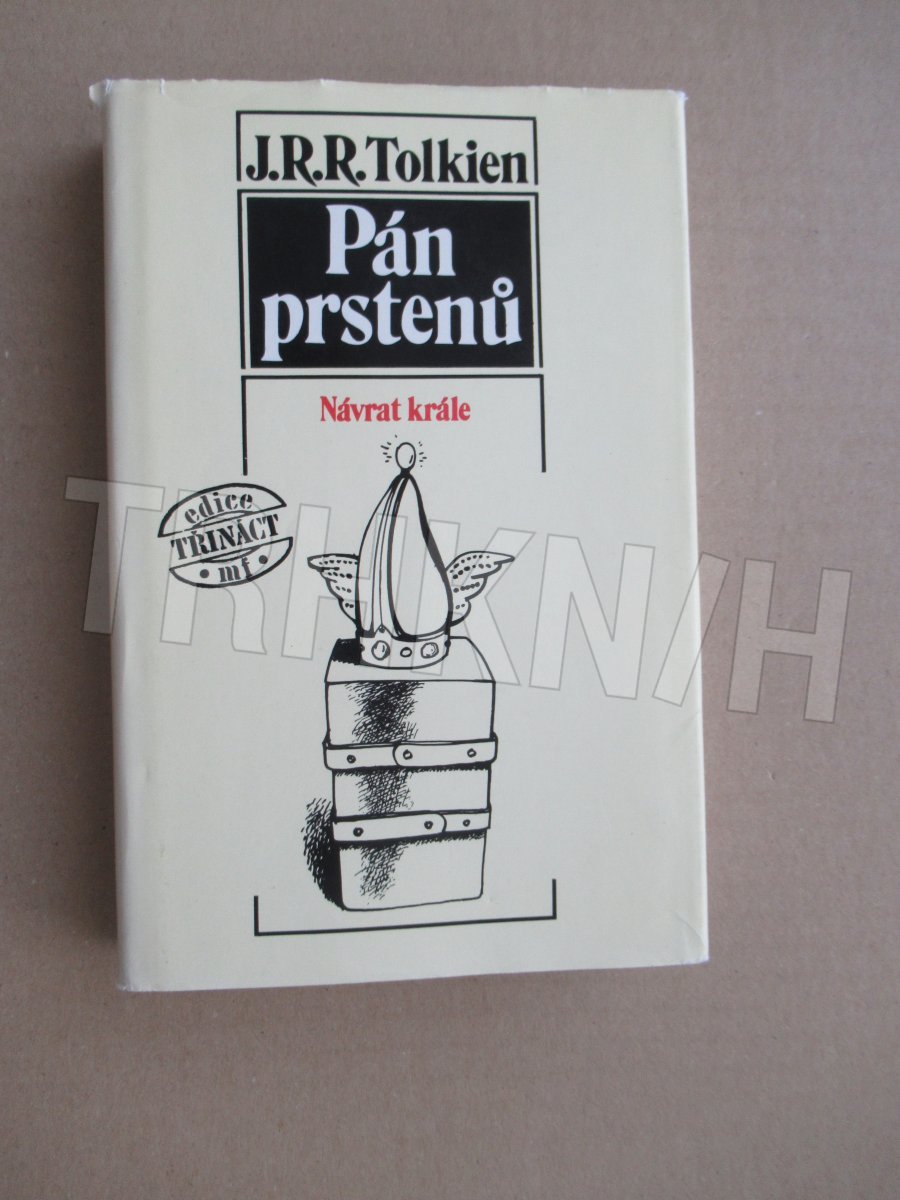 J.R.R.Tolkien
Pán
prstenů
Návrat krále
edice
TŘINÁCT
• mf •
TRHKNIH